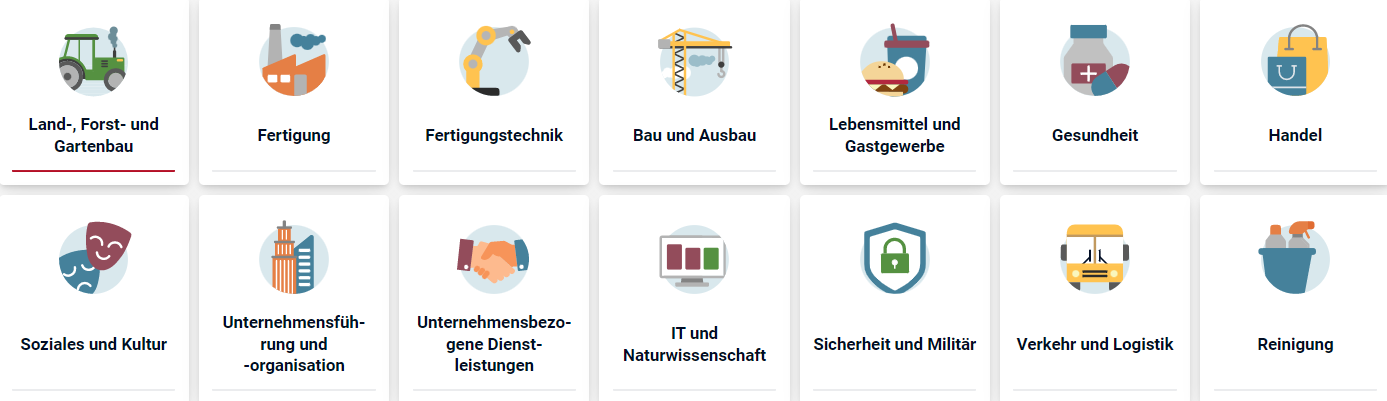 Land-, Forst- und
Gartenbau
Fertigung
Fertigungstechnik
Bau und Ausbau
Lebensmittel und
Gastgewerbe
Gesundheit
Handel
Soziales und Kultur
Unternehmensfüh-
rung und
-organisation
Unternehmensbezo-
gene Dienst-
leistungen
IT und
Naturwissenschaft
Sicherheit und Militär
Verkehr und Logistik
Reinigung